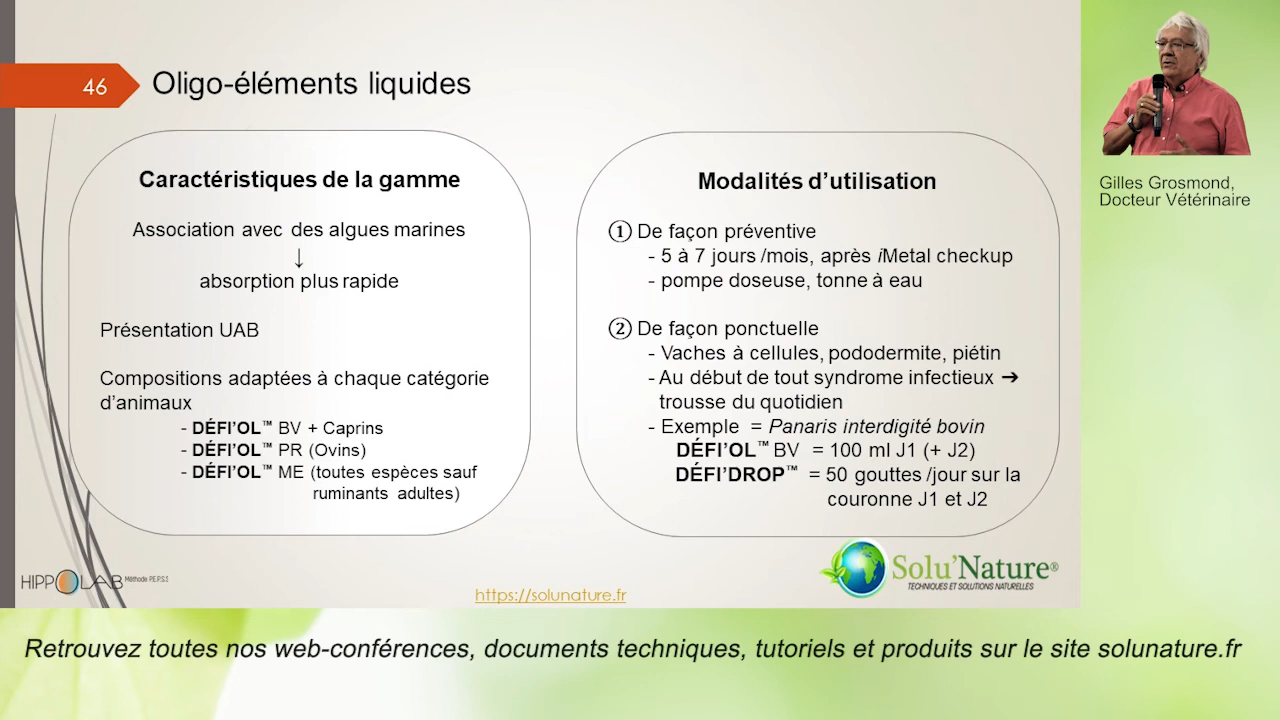 46
Oligo-éléments liquides
Caractéristiques de la gamme
Association avec des algues marines
↓
absorption plus rapide
Présentation UAB
Compositions adaptées à chaque catégorie
d'animaux
- DÉFI'OL™ BV + Caprins
- DÉFI'OL™ PR (Ovins)
- DÉFI'OL™ ME (toutes espèces sauf
ruminants adultes)
Modalités d'utilisation
① De façon préventive
- 5 à 7 jours /mois, après iMetal checkup
- pompe doseuse, tonne à eau
② De façon ponctuelle
- Vaches à cellules, pododermite, piétin
- Au début de tout syndrome infectieux ➔
trousse du quotidien
- Exemple = Panaris interdigité bovin
DÉFI'OL™ BV = 100 ml J1 (+ J2)
DÉFI'DROP™ = 50 gouttes /jour sur la
couronne J1 et J2
HIPPOLAB Méthode P.E.P.S.S
https://solunature.fr
Solu'Nature®
TECHNIQUES ET SOLUTIONS NATURELLES
Gilles Grosmond,
Docteur Vétérinaire
Retrouvez toutes nos web-conférences, documents techniques, tutoriels et produits sur le site solunature.fr